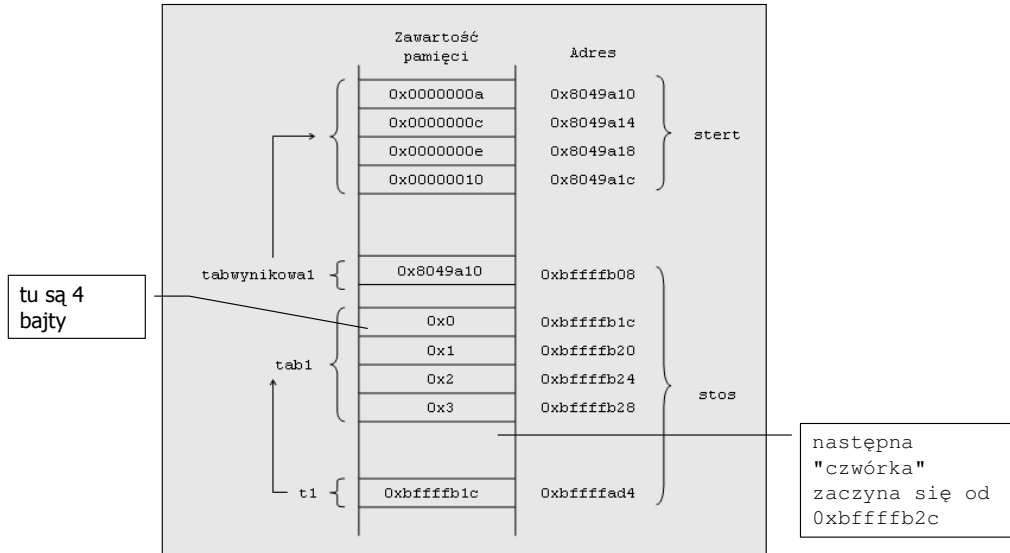 Zawartość
pamięci
Adres
0x0000000a 0x8049a10
0x0000000c 0x8049a14
0x0000000e 0x8049a18
0x00000010 0x8049a1c
stert
tabwynikowa1 0x8049a10 0xbffffb08
tu są 4
bajty
0x0 0xbffffb1c
0x1 0xbffffb20
tab1
0x2 0xbffffb24
0x3 0xbffffb28
stos
następna
"czwórka"
zaczyna się od
0xbffffb2c
t1 0xbffffb1c 0xbffffad4